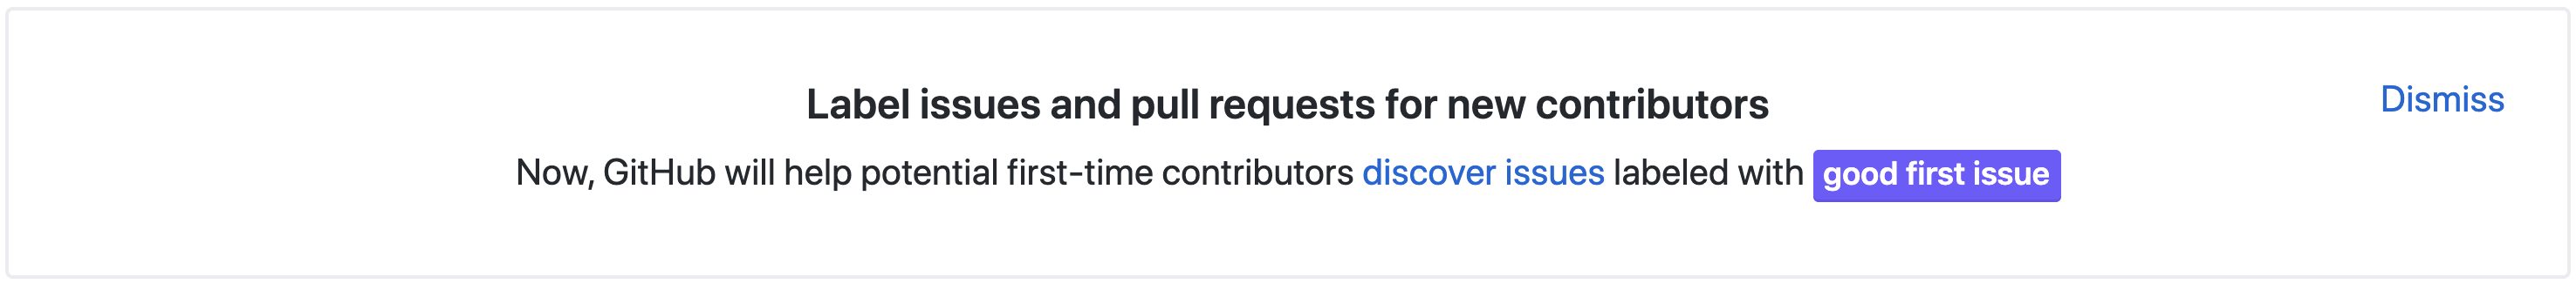 Label issues and pull requests for new contributors
Dismiss
Now, GitHub will help potential first-time contributors discover issues labeled with good first issue